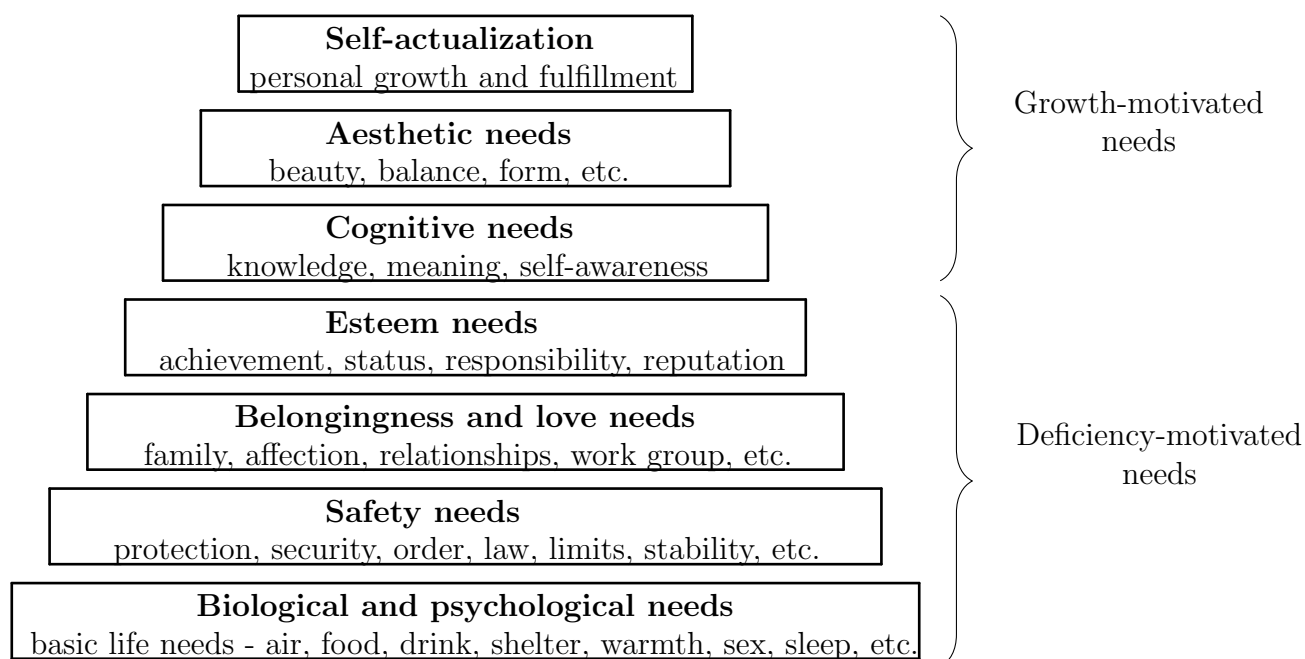 Self-actualization
personal growth and fulfillment
Aesthetic needs
beauty, balance, form, etc.
Cognitive needs
knowledge, meaning, self-awareness
Growth-motivated
needs
Esteem needs
achievement, status, responsibility, reputation
Belongingness and love needs
family, affection, relationships, work group, etc.
Safety needs
protection, security, order, law, limits, stability, etc.
Biological and psychological needs
basic life needs - air, food, drink, shelter, warmth, sex, sleep, etc.
Deficiency-motivated
needs